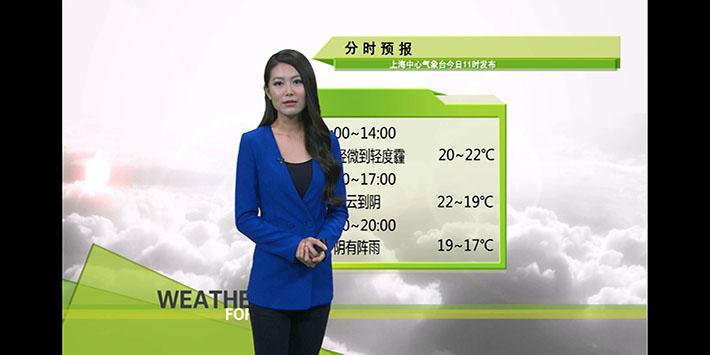 分时预报
上海中心气象台今日11时发布
:00~14:00
轻微到轻度霾 20~22℃
~17:00
云到阴 22~19℃
~20:00
阴有阵雨 19~17℃
WEATHE
FOR